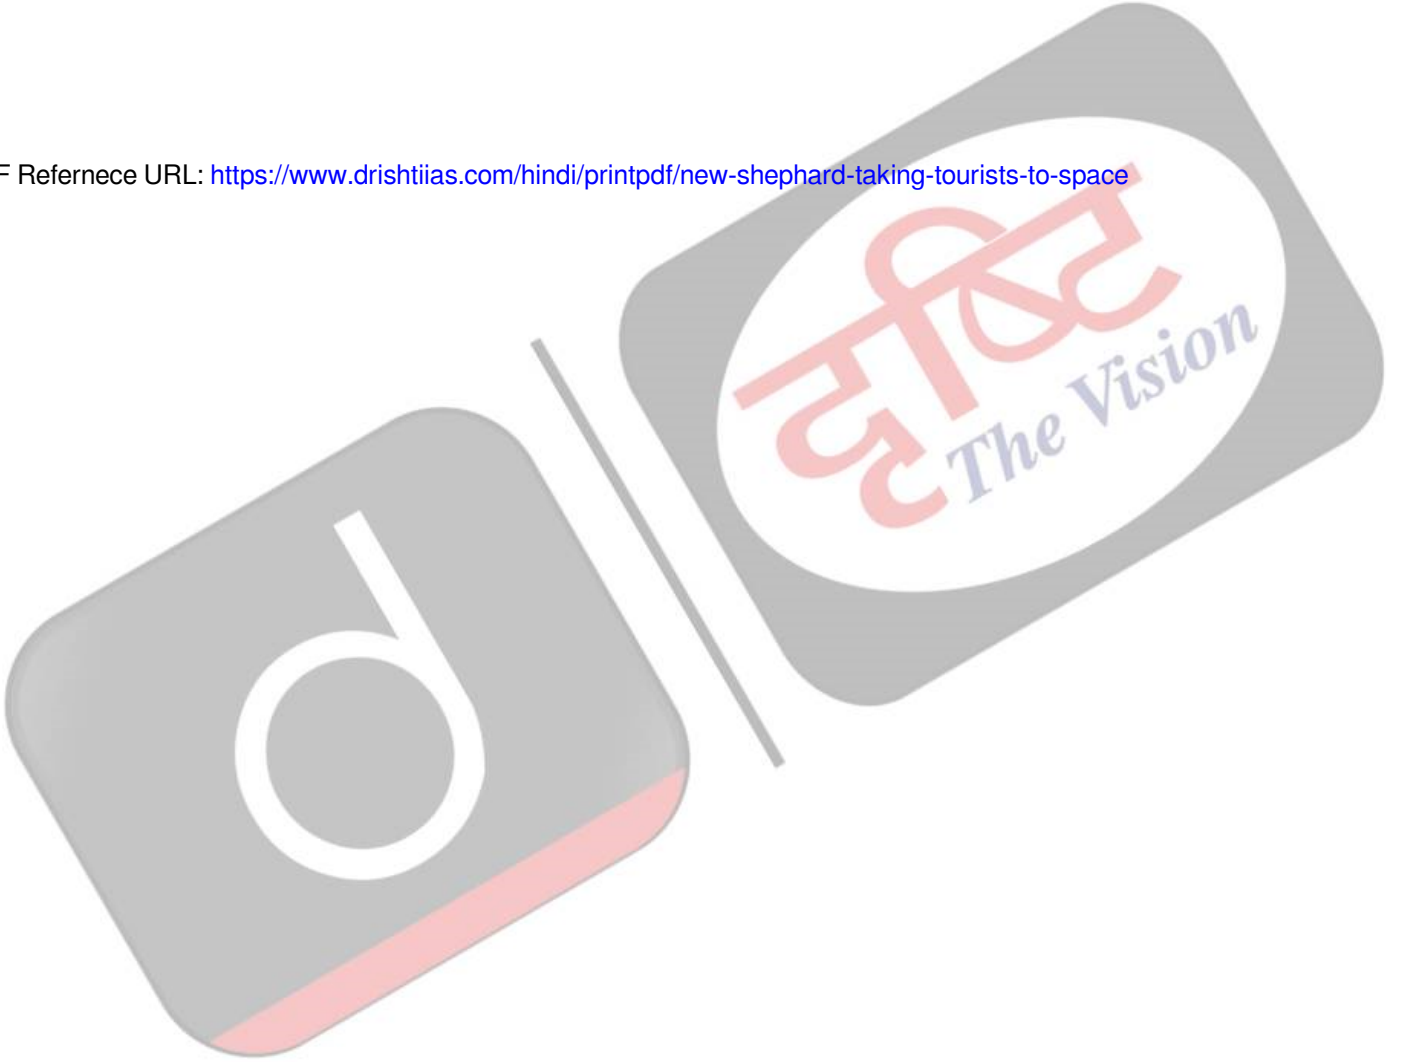 F Refernece URL: https://www.drishtiias.com/hindi/printpdf/new-shephard-taking-tourists-to-space
दृष्टि
The Vision
d